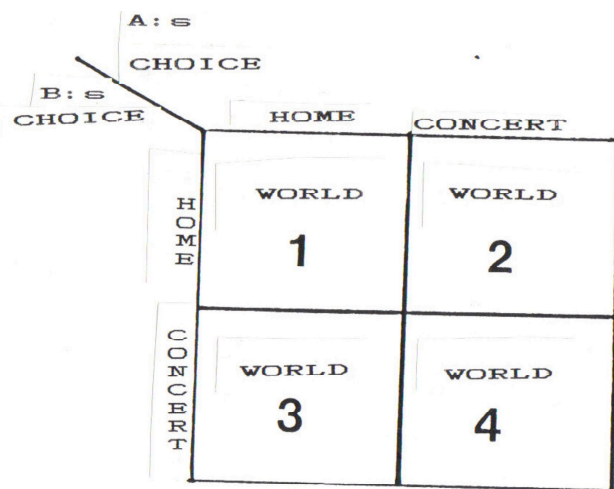 A:s
CHOICE
B:s
CHOICE
HOME
CONCERT
HOME
WORLD
1
WORLD
2
CONCERT
WORLD
3
WORLD
4